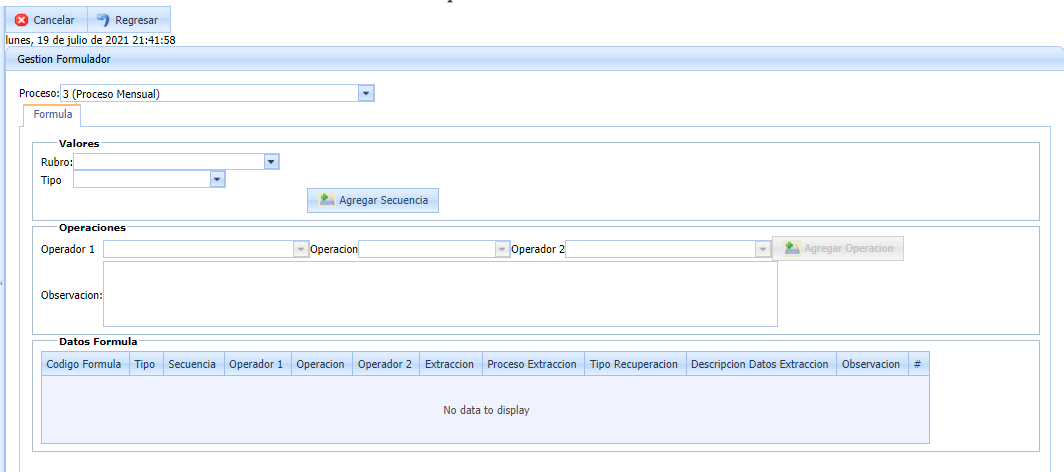 Cancelar Regresar
lunes, 19 de julio de 2021 21:41:58
Gestion Formulador
Proceso: 3 (Proceso Mensual)
Formula
Valores
Rubro:
Tipo
Agregar Secuencia
Operaciones
Operador 1 Operacion Operador 2 Agregar Operacion
Observacion:
Datos Formula
Codigo Formula Tipo Secuencia Operador 1 Operacion Operador 2 Extraccion Proceso Extraccion Tipo Recuperacion Descripcion Datos Extraccion Observacion #
No data to display